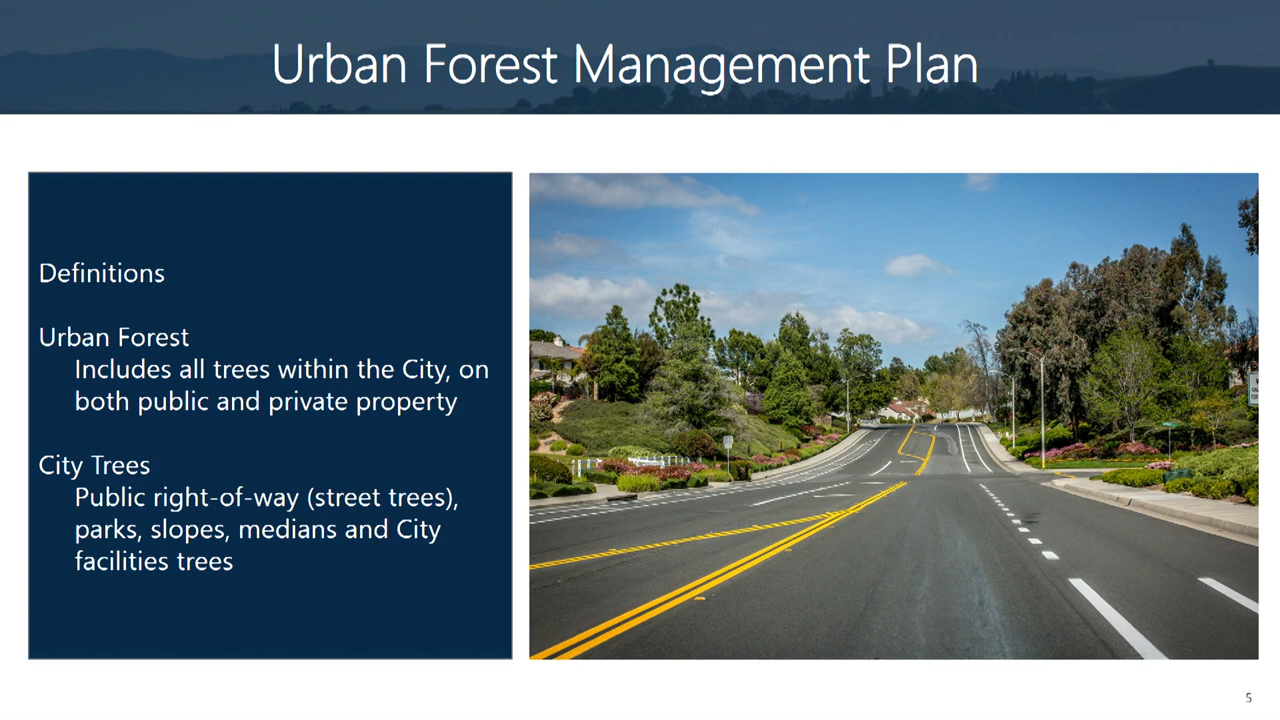 Urban Forest Management Plan
Definitions
Urban Forest
Includes all trees within the City, on
both public and private property
City Trees
Public right-of-way (street trees),
parks, slopes, medians and City
facilities trees
5